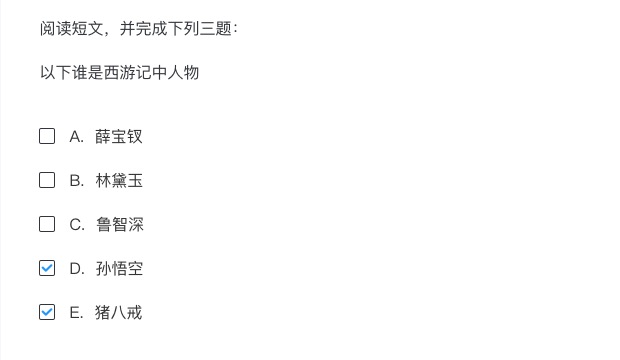 阅读短文，并完成下列三题：
以下谁是西游记中人物
A. 薛宝钗
B. 林黛玉
C. 鲁智深
D. 孙悟空
E. 猪八戒